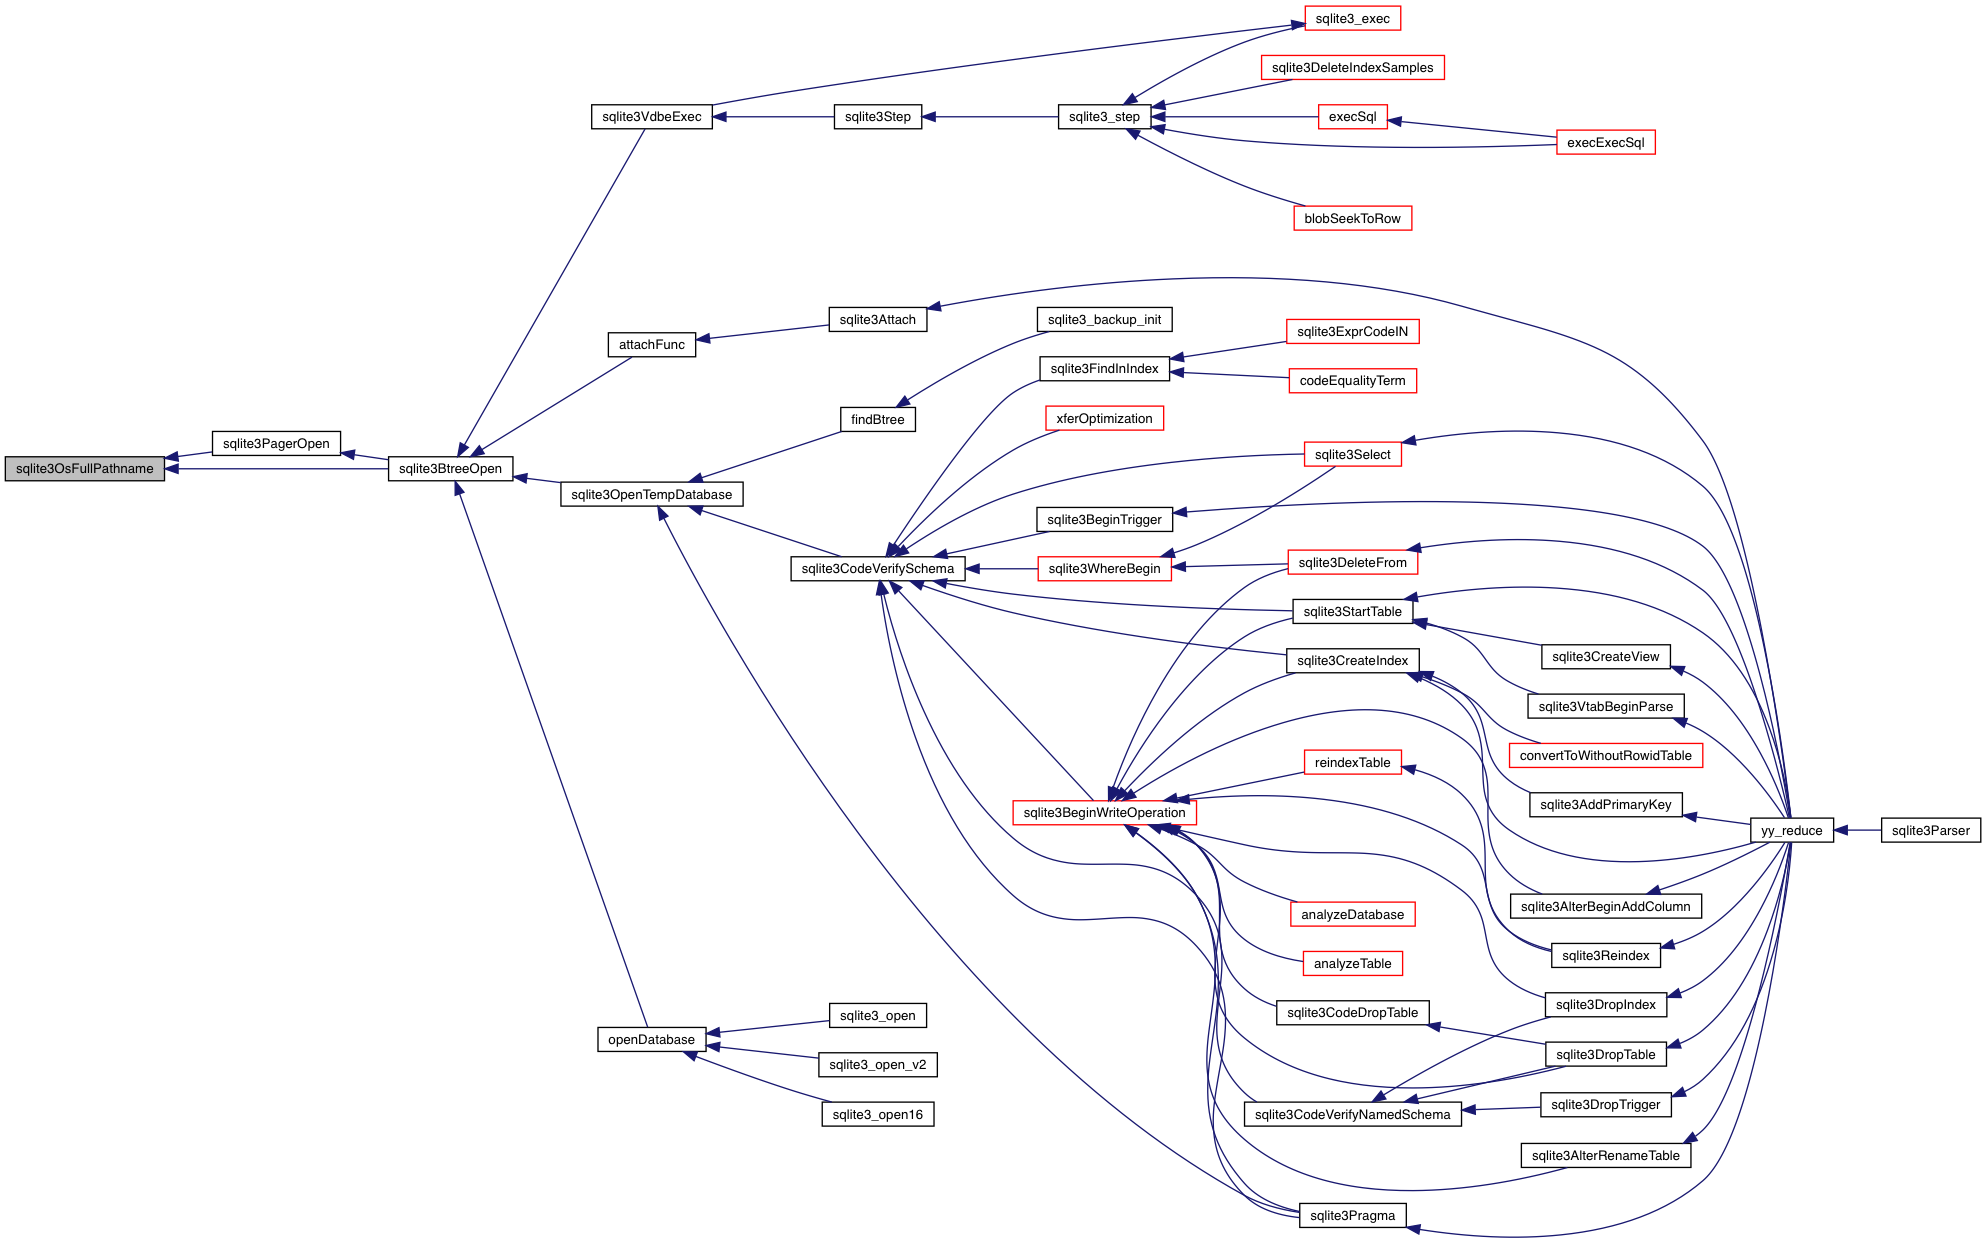 sqlite3_exec
sqlite3DeleteIndexSamples
sqlite3VdbeExec
sqlite3Step
sqlite3_step
execSql
execExecSql
blobSeekToRow
sqlite3Attach
sqlite3_backup_init
sqlite3ExprCodeIN
attachFunc
sqlite3FindInIndex
codeEqualityTerm
findBtree
xferOptimization
sqlite3PagerOpen
sqlite3Select
sqlite3OsFullPathname
sqlite3BtreeOpen
sqlite3OpenTempDatabase
sqlite3BeginTrigger
sqlite3CodeVerifySchema
sqlite3WhereBegin
sqlite3DeleteFrom
sqlite3StartTable
sqlite3CreateIndex
sqlite3CreateView
sqlite3VtabBeginParse
reindexTable
convertToWithoutRowidTable
sqlite3BeginWriteOperation
sqlite3AddPrimaryKey
yy_reduce
sqlite3Parser
analyzeDatabase
sqlite3AlterBeginAddColumn
analyzeTable
sqlite3Reindex
sqlite3_open
sqlite3CodeDropTable
sqlite3DropIndex
openDatabase
sqlite3_open_v2
sqlite3DropTable
sqlite3_open16
sqlite3CodeVerifyNamedSchema
sqlite3DropTrigger
sqlite3AlterRenameTable
sqlite3Pragma